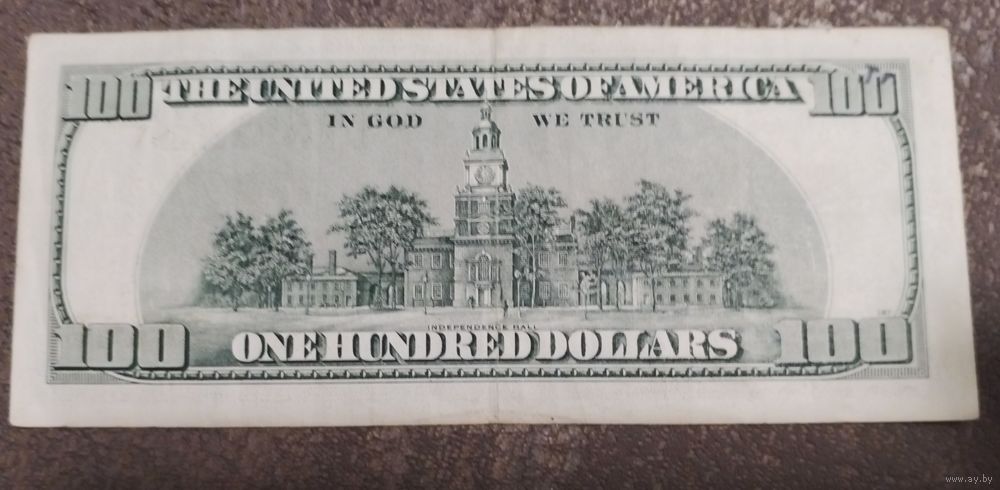 100 THE UNITED STATES OF AMERICA 100
IN GOD WE TRUST
INDEPENDENCE HALL
100 ONE HUNDRED DOLLARS 100
www.ay.by